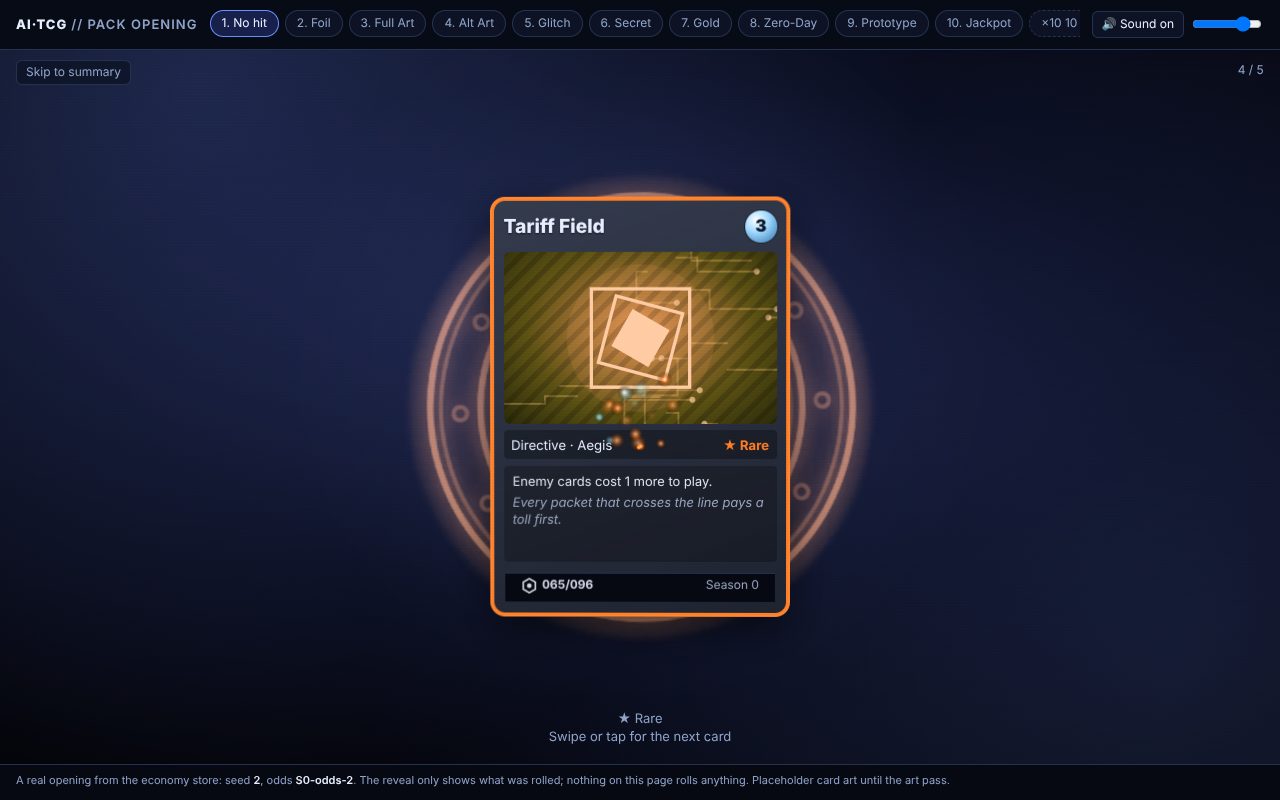 AI·TCG // PACK OPENING
1. No hit
2. Foil
3. Full Art
4. Alt Art
5. Glitch
6. Secret
7. Gold
8. Zero-Day
9. Prototype
10. Jackpot
×10 10
🔊 Sound on
Skip to summary
4 / 5
Tariff Field
3
Directive · Aegis
★ Rare
Enemy cards cost 1 more to play.
Every packet that crosses the line pays a
toll first.
065/096
Season 0
★ Rare
Swipe or tap for the next card
A real opening from the economy store: seed 2, odds S0-odds-2. The reveal only shows what was rolled; nothing on this page rolls anything. Placeholder card art until the art pass.